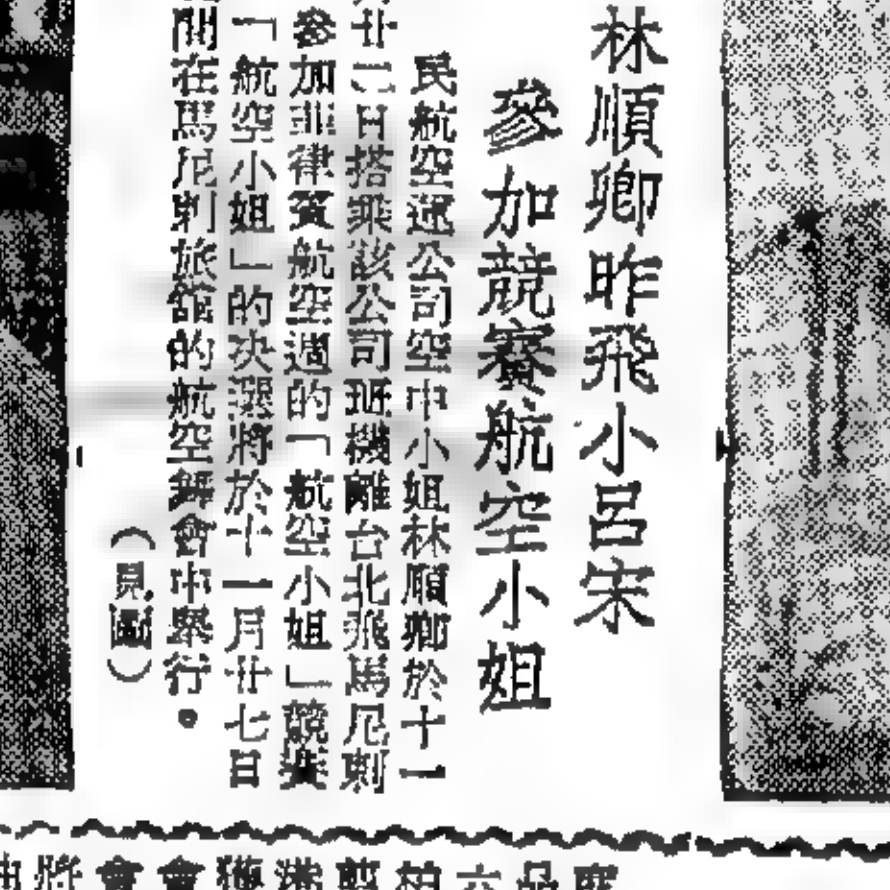 林順卿昨飛小呂宋
參加競賽航空小姐
民航空運公司空中小姐林順卿於十一
月廿二日搭乘該公司班機離台北飛馬尼剌
參加菲律賓航空週的「航空小姐」競選
「航空小姐」的決選將於十一月廿七日
間在馬尼剌旅館的航空舞會中舉行。
(見圖)